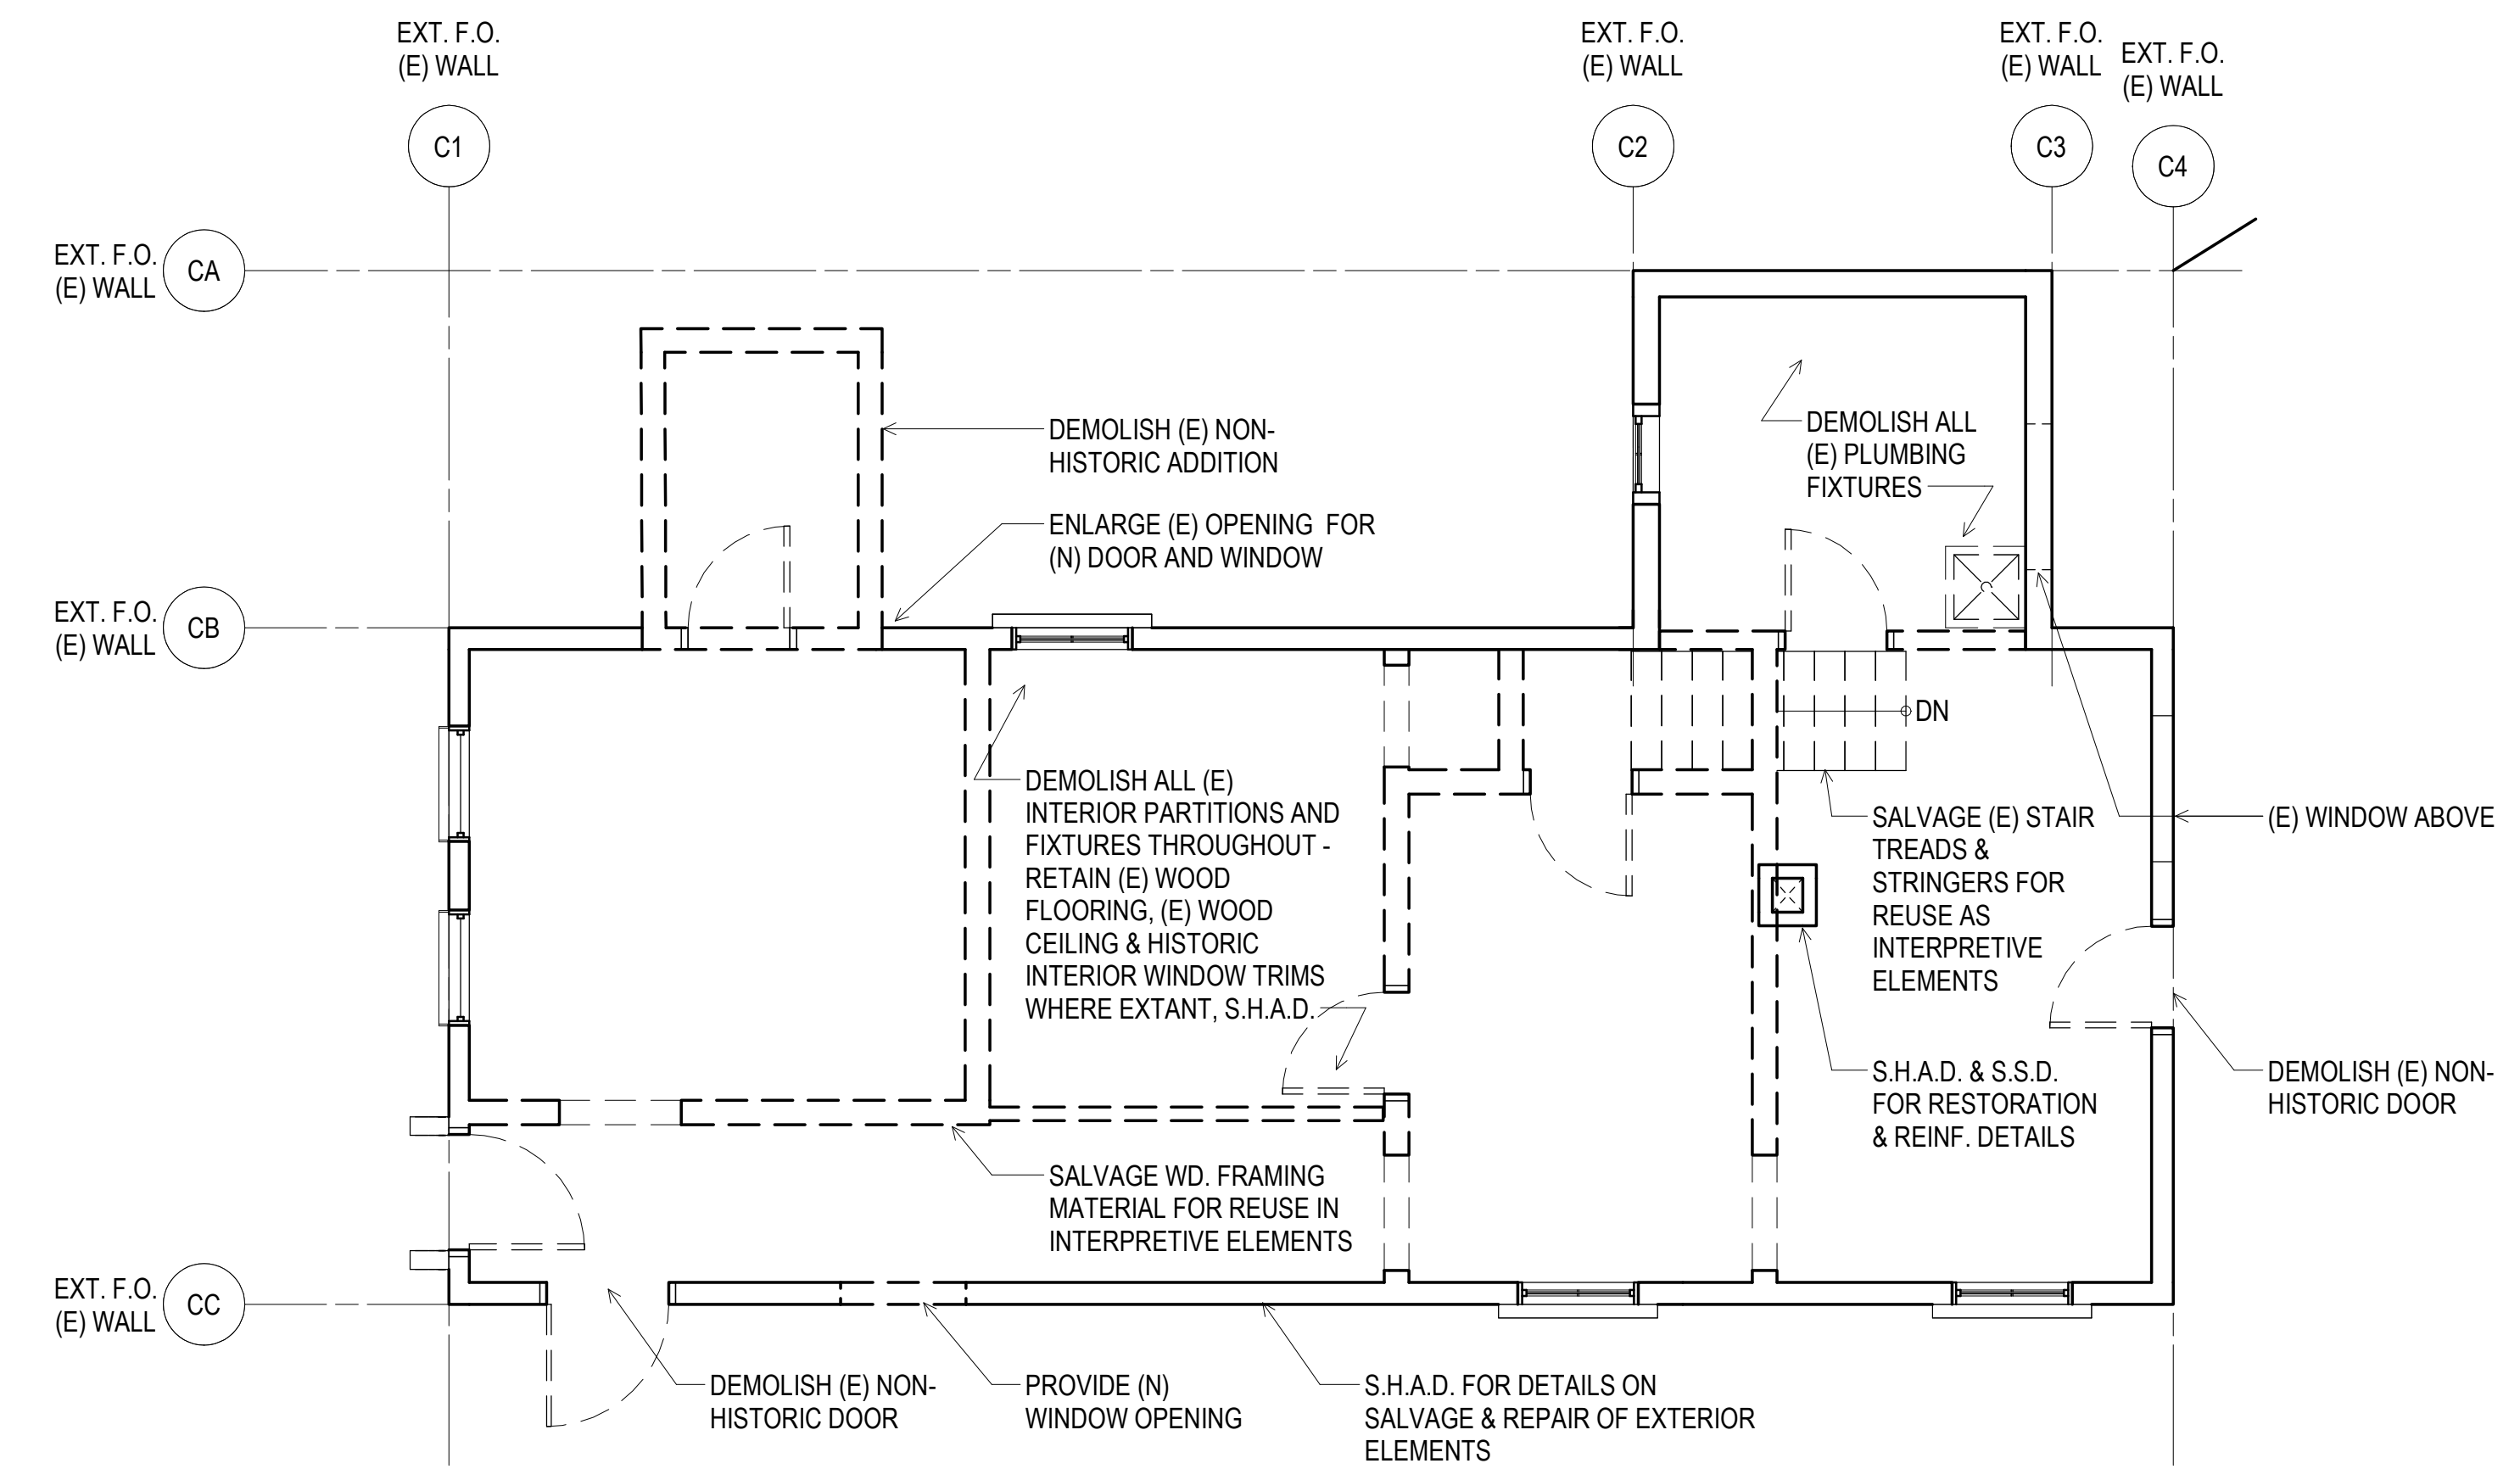 EXT. F.O.
(E) WALL
C1
EXT. F.O.
(E) WALL
C2
EXT. F.O.
(E) WALL
C3
EXT. F.O.
(E) WALL
C4
EXT. F.O.
(E) WALL
CA
DEMOLISH (E) NON-
HISTORIC ADDITION
DEMOLISH ALL
(E) PLUMBING
FIXTURES
ENLARGE (E) OPENING FOR
(N) DOOR AND WINDOW
EXT. F.O.
(E) WALL
CB
DN
DEMOLISH ALL (E)
INTERIOR PARTITIONS AND
FIXTURES THROUGHOUT -
RETAIN (E) WOOD
FLOORING, (E) WOOD
CEILING & HISTORIC
INTERIOR WINDOW TRIMS
WHERE EXTANT, S.H.A.D.
SALVAGE (E) STAIR
TREADS &
STRINGERS FOR
REUSE AS
INTERPRETIVE
ELEMENTS
(E) WINDOW ABOVE
S.H.A.D. & S.S.D.
FOR RESTORATION
& REINF. DETAILS
DEMOLISH (E) NON-
HISTORIC DOOR
SALVAGE WD. FRAMING
MATERIAL FOR REUSE IN
INTERPRETIVE ELEMENTS
EXT. F.O.
(E) WALL
CC
DEMOLISH (E) NON-
HISTORIC DOOR
PROVIDE (N)
WINDOW OPENING
S.H.A.D. FOR DETAILS ON
SALVAGE & REPAIR OF EXTERIOR
ELEMENTS